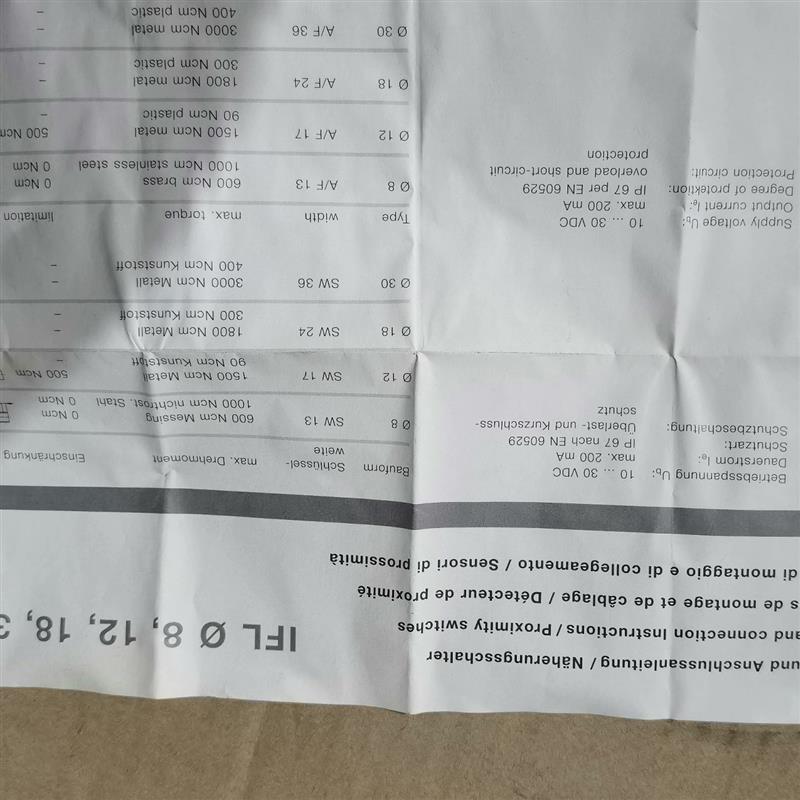 und Anschlussanleitung / Näherungsschalter
and connection Instructions / Proximity switches
s de montage et de câblage / Détecteur de proximité
di montaggio e di collegeamento / Sensori di prossimità
IFL Ø 8, 12, 18, 3
Betriebsspannung Ub: 10 ... 30 VDC
Dauerstrom Ie: max. 200 mA
Schutzart: IP 67 nach EN 60529
Schutzbeschaltung: Überlast- und Kurzschluss-
schutz
Bauform Schlüssel- max. Drehmoment Einschränkung
weite
Ø 8 SW 13 600 Ncm Messing 0 Ncm
1000 Ncm nichtrost. Stahl 0 Ncm
Ø 12 SW 17 1500 Ncm Metall 500 Ncm
90 Ncm Kunststoff –
Ø 18 SW 24 1800 Ncm Metall –
300 Ncm Kunststoff –
Ø 30 SW 36 3000 Ncm Metall –
400 Ncm Kunststoff –
Supply voltage Ub: 10 ... 30 VDC
Output current Ie: max. 200 mA
Degree of protektion: IP 67 per EN 60529
Protection circuit: overload and short-circuit
protection
Type width max. torque limitation
Ø 8 A/F 13 600 Ncm brass 0 Ncm
1000 Ncm stainless steel 0 Ncm
Ø 12 A/F 17 1500 Ncm metal 500 Ncm
90 Ncm plastic –
Ø 18 A/F 24 1800 Ncm metal –
300 Ncm plastic –
Ø 30 A/F 36 3000 Ncm metal –
400 Ncm plastic –